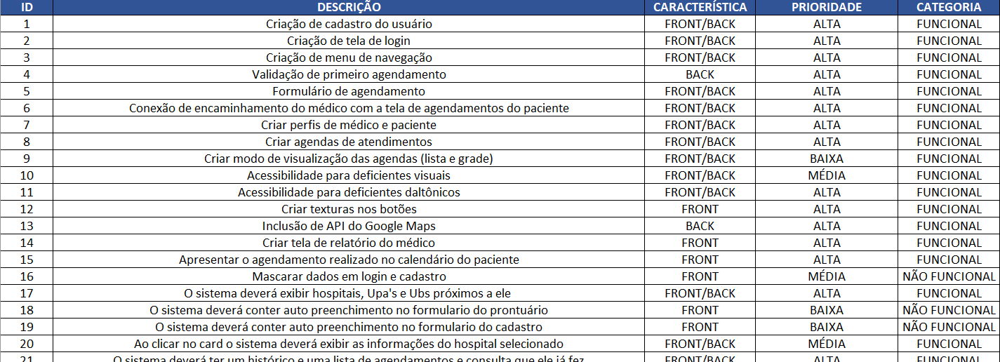 ID DESCRIÇÃO CARACTERÍSTICA PRIORIDADE CATEGORIA
1 Criação de cadastro do usuário FRONT/BACK ALTA FUNCIONAL
2 Criação de tela de login FRONT/BACK ALTA FUNCIONAL
3 Criação de menu de navegação FRONT/BACK ALTA FUNCIONAL
4 Validação de primeiro agendamento BACK ALTA FUNCIONAL
5 Formulário de agendamento FRONT/BACK ALTA FUNCIONAL
6 Conexão de encaminhamento do médico com a tela de agendamentos do paciente FRONT/BACK ALTA FUNCIONAL
7 Criar perfis de médico e paciente FRONT/BACK ALTA FUNCIONAL
8 Criar agendas de atendimentos FRONT/BACK ALTA FUNCIONAL
9 Criar modo de visualização das agendas (lista e grade) FRONT/BACK BAIXA FUNCIONAL
10 Acessibilidade para deficientes visuais FRONT/BACK MÉDIA FUNCIONAL
11 Acessibilidade para deficientes daltônicos FRONT/BACK ALTA FUNCIONAL
12 Criar texturas nos botões FRONT ALTA FUNCIONAL
13 Inclusão de API do Google Maps BACK ALTA FUNCIONAL
14 Criar tela de relatório do médico FRONT ALTA FUNCIONAL
15 Apresentar o agendamento realizado no calendário do paciente FRONT ALTA FUNCIONAL
16 Mascarar dados em login e cadastro FRONT MÉDIA NÃO FUNCIONAL
17 O sistema deverá exibir hospitais, Upa's e Ubs próximos a ele FRONT/BACK ALTA FUNCIONAL
18 O sistema deverá conter auto preenchimento no formulario do prontuário FRONT BAIXA NÃO FUNCIONAL
19 O sistema deverá conter auto preenchimento no formulario do cadastro FRONT BAIXA NÃO FUNCIONAL
20 Ao clicar no card o sistema deverá exibir as informações do hospital selecionado FRONT/BACK MÉDIA FUNCIONAL
21 O sistema deverá ter um histórico e uma lista de agendamentos e consulta que ele já fez FRONT/BACK ALTA FUNCIONAL